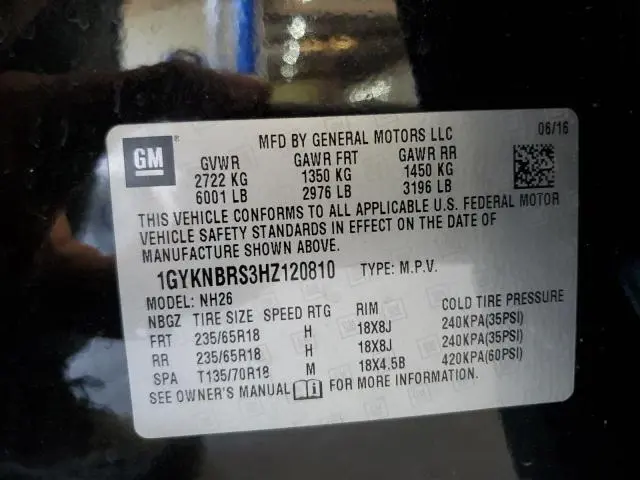 GM ®
MFD BY GENERAL MOTORS LLC 06/16
GVWR GAWR FRT GAWR RR
2722 KG 1350 KG 1450 KG
6001 LB 2976 LB 3196 LB
THIS VEHICLE CONFORMS TO ALL APPLICABLE U.S. FEDERAL MOTOR
VEHICLE SAFETY STANDARDS IN EFFECT ON THE DATE OF
MANUFACTURE SHOWN ABOVE.
1GYKNBRS3HZ120810 TYPE: M.P.V.
MODEL: NH26
NBGZ TIRE SIZE SPEED RTG RIM COLD TIRE PRESSURE
FRT 235/65R18 H 18X8J 240KPA(35PSI)
RR 235/65R18 H 18X8J 240KPA(35PSI)
SPA T135/70R18 M 18X4.5B 420KPA(60PSI)
SEE OWNER'S MANUAL i FOR MORE INFORMATION.